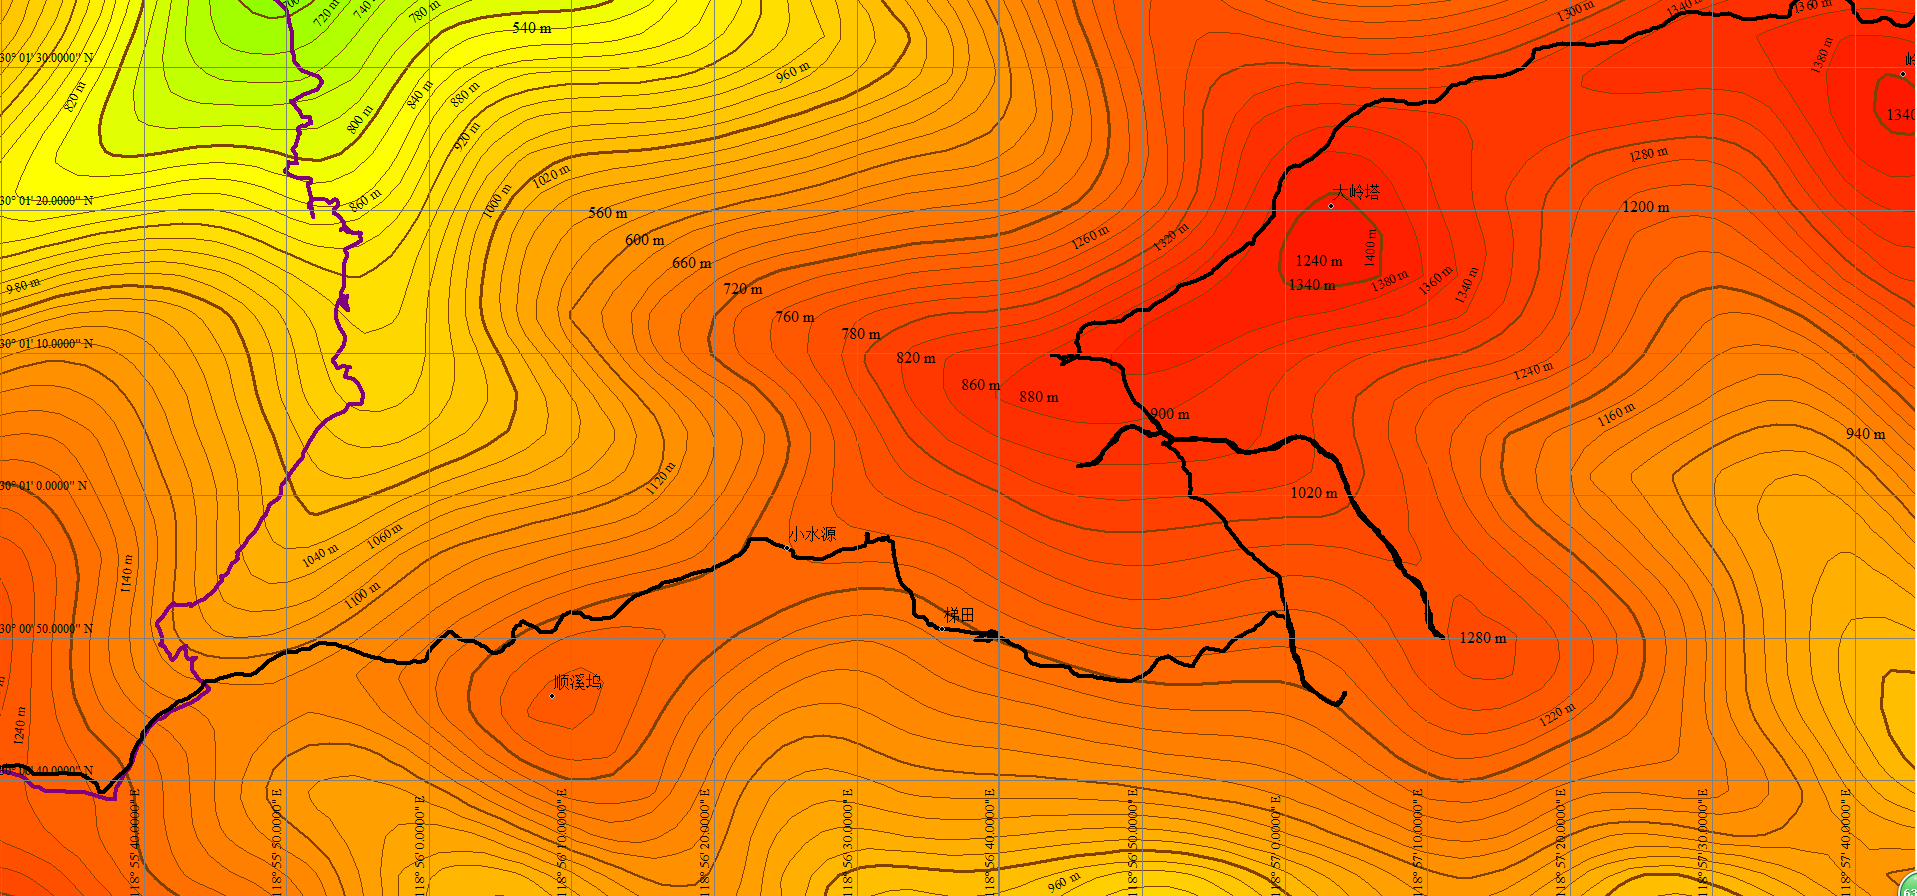 700
720 m
740
780 m
540 m
1300 m
1340 m
1360 m
30° 01' 30.0000" N
820 m
840 m
880 m
960 m
1380 m
1340
800 m
920 m
1280 m
1020 m
大岭塔
30° 01' 20.0000" N
860 m
1000 m
560 m
1200 m
600 m
1260 m
1320 m
1400 m
660 m
1240 m
980 m
720 m
1340 m
1380 m
1360 m
1340 m
760 m
780 m
30° 01' 10.0000" N
820 m
860 m
1240 m
880 m
900 m
1160 m
940 m
30° 01' 0.0000" N
1120 m
1020 m
小水源
1040 m
1060 m
1140 m
1100 m
梯田
30° 00' 50.0000" N
1280 m
顺溪坞
1240 m
1220 m
30° 00' 40.0000" N
118° 55' 40.0000" E
118° 55' 50.0000" E
118° 56' 0.0000" E
118° 56' 10.0000" E
118° 56' 20.0000" E
118° 56' 30.0000" E
118° 56' 40.0000" E
118° 56' 50.0000" E
118° 57' 0.0000" E
118° 57' 10.0000" E
118° 57' 20.0000" E
118° 57' 30.0000" E
118° 57' 40.0000" E
960 m
63